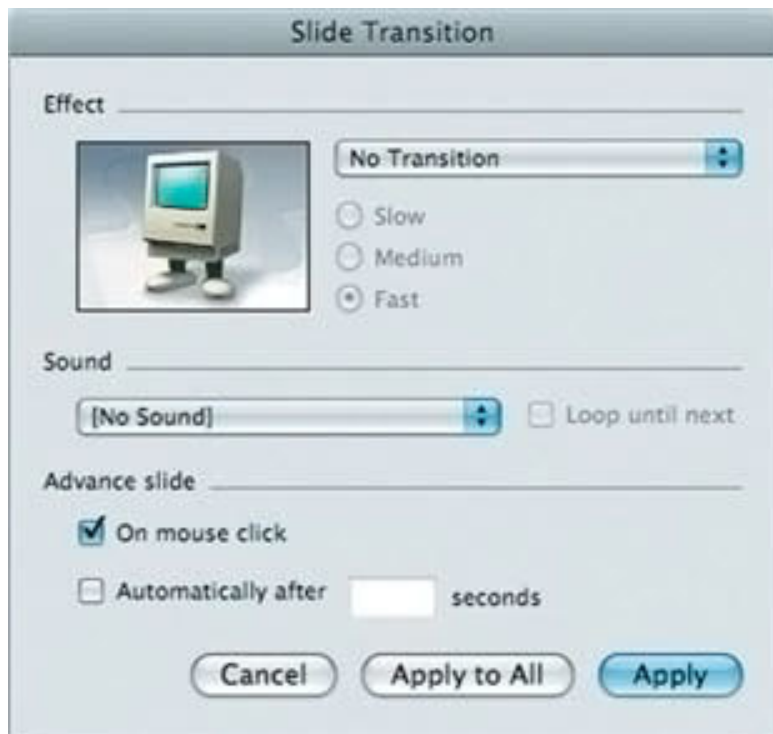 Slide Transition
Effect
No Transition
Slow
Medium
Fast
Sound
[No Sound]
Loop until next
Advance slide
On mouse click
Automatically after seconds
Cancel Apply to All Apply